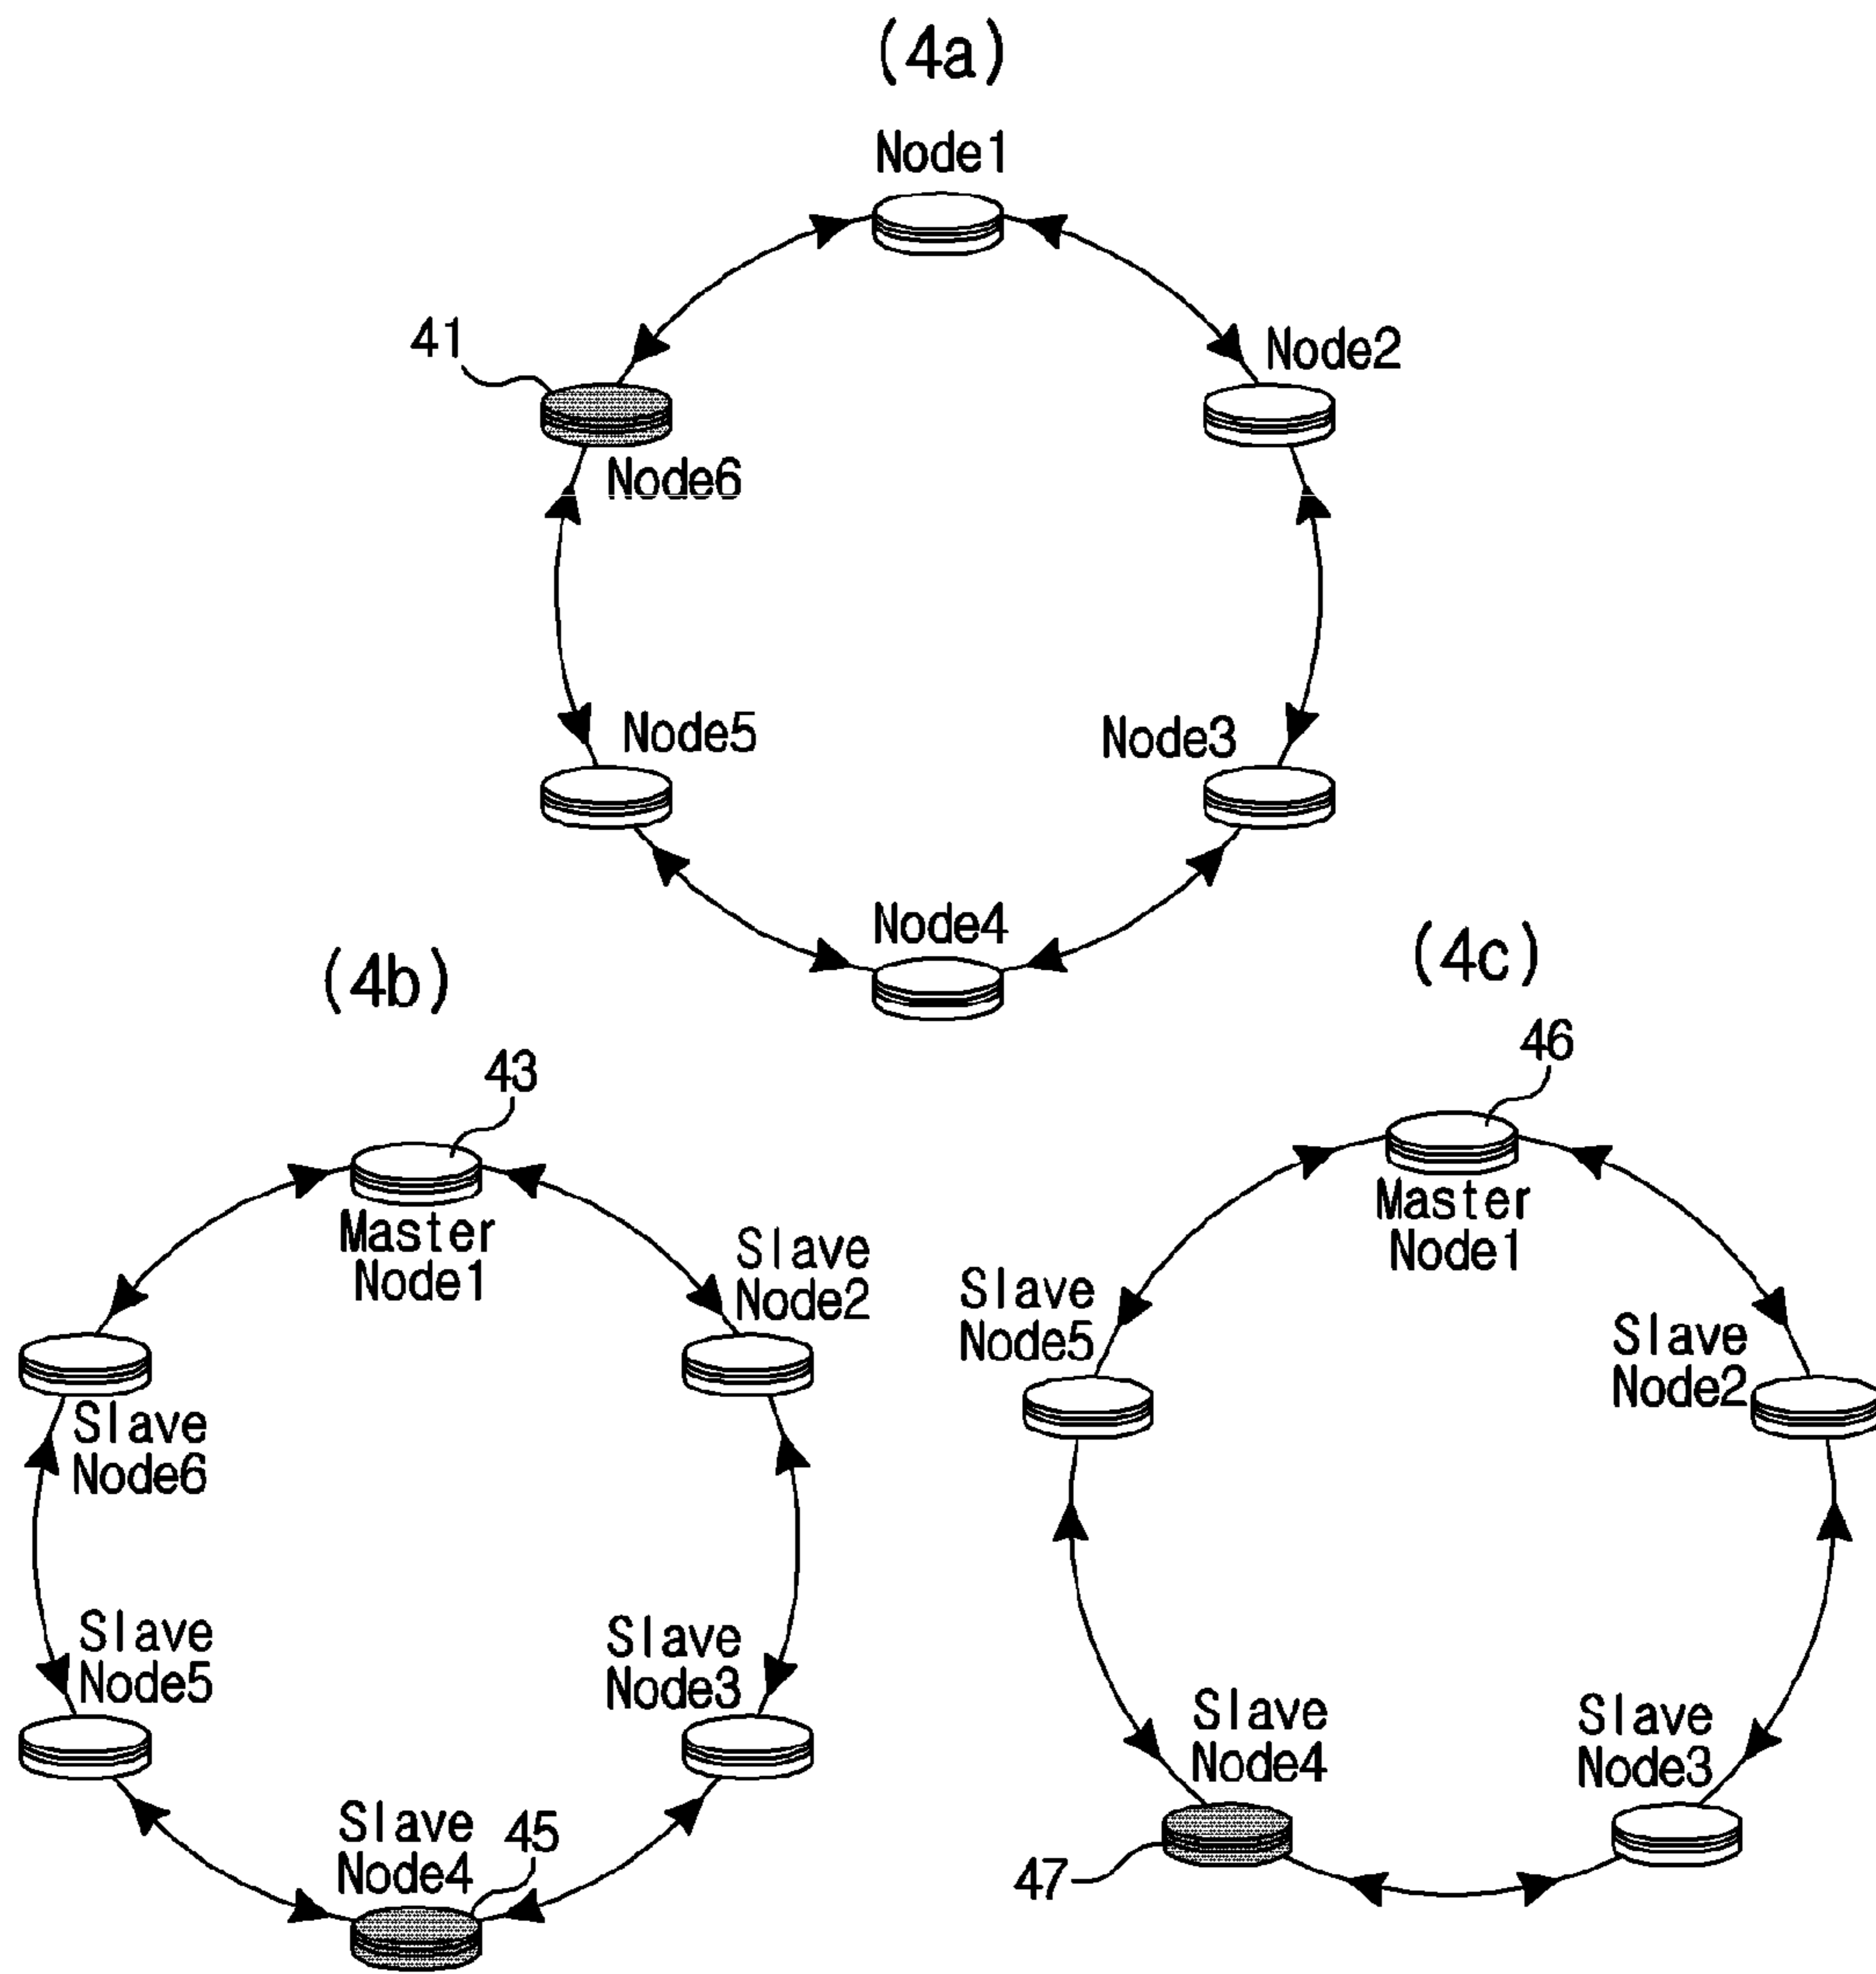 (4a)
Node1
41
Node2
Node6
Node5
Node3
Node4
(4b)
43
Master
Node1
Slave
Node2
Slave
Node6
Slave
Node5
Slave
Node3
Slave
Node4
45
(4c)
46
Master
Node1
Slave
Node5
Slave
Node2
Slave
Node4
Slave
Node3
47